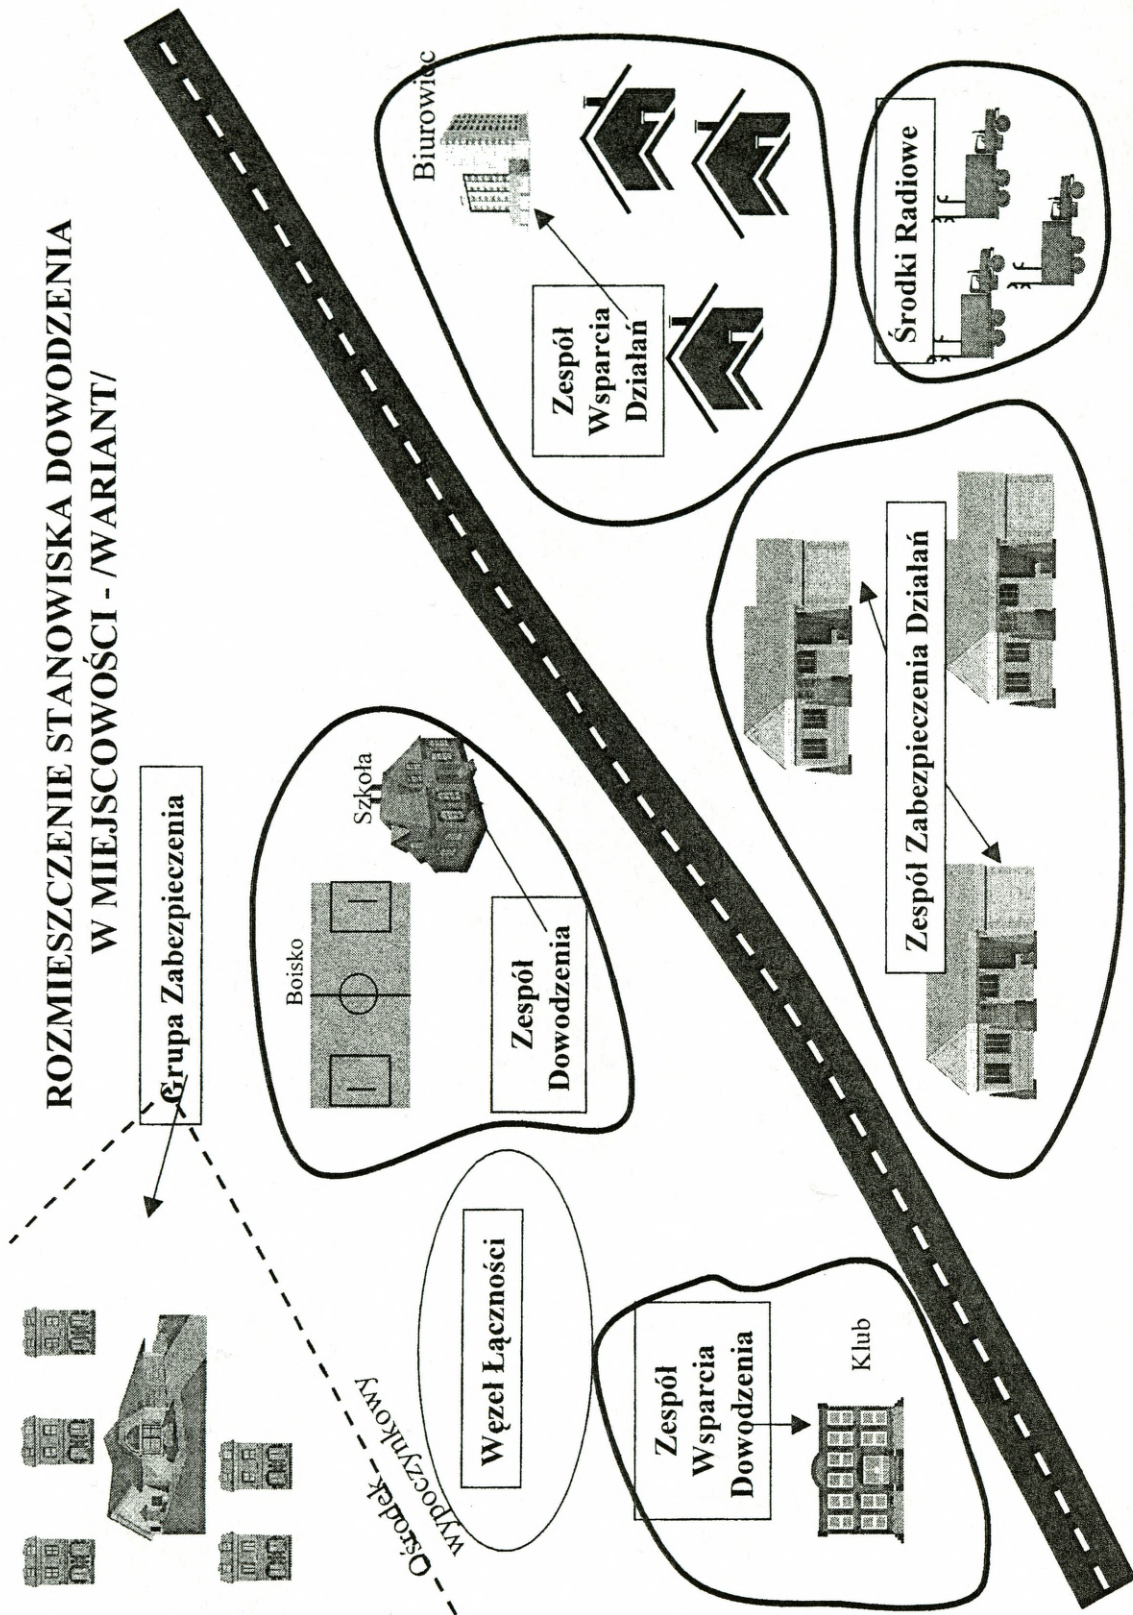 ROZMIESZCZENIE STANOWISKA DOWODZENIA
W MIEJSCOWOŚCI - /WARIANT/
Grupa Zabezpieczenia
Ośrodek
wypoczynkowy
Boisko
Szkoła
Zespół
Dowodzenia
Węzeł Łączności
Zespół
Wsparcia
Dowodzenia
Klub
Biurowiec
Zespół
Wsparcia
Działań
Środki Radiowe
Zespół Zabezpieczenia Działań